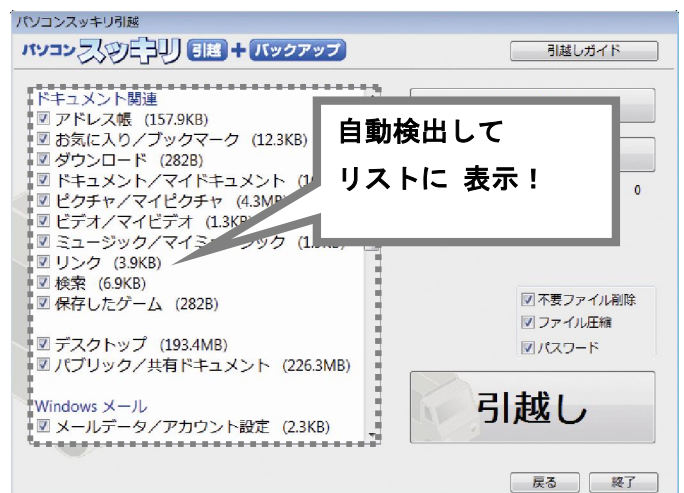 パソコンスッキリ引越
パソコン スッキリ 引越 + バックアップ
引越しガイド
ドキュメント関連
アドレス帳 (157.9KB)
お気に入り／ブックマーク (12.3KB)
ダウンロード (282B)
ドキュメント／マイドキュメント
ピクチャ／マイピクチャ (4.3MB)
ビデオ／マイビデオ (1.3KB)
ミュージック／マイミュージック
リンク (3.9KB)
検索 (6.9KB)
保存したゲーム (282B)
デスクトップ (193.4MB)
パブリック／共有ドキュメント (226.3MB)
Windows メール
メールデータ／アカウント設定 (2.3KB)
自動検出して
リストに 表示！
0
不要ファイル削除
ファイル圧縮
パスワード
引越し
戻る
終了